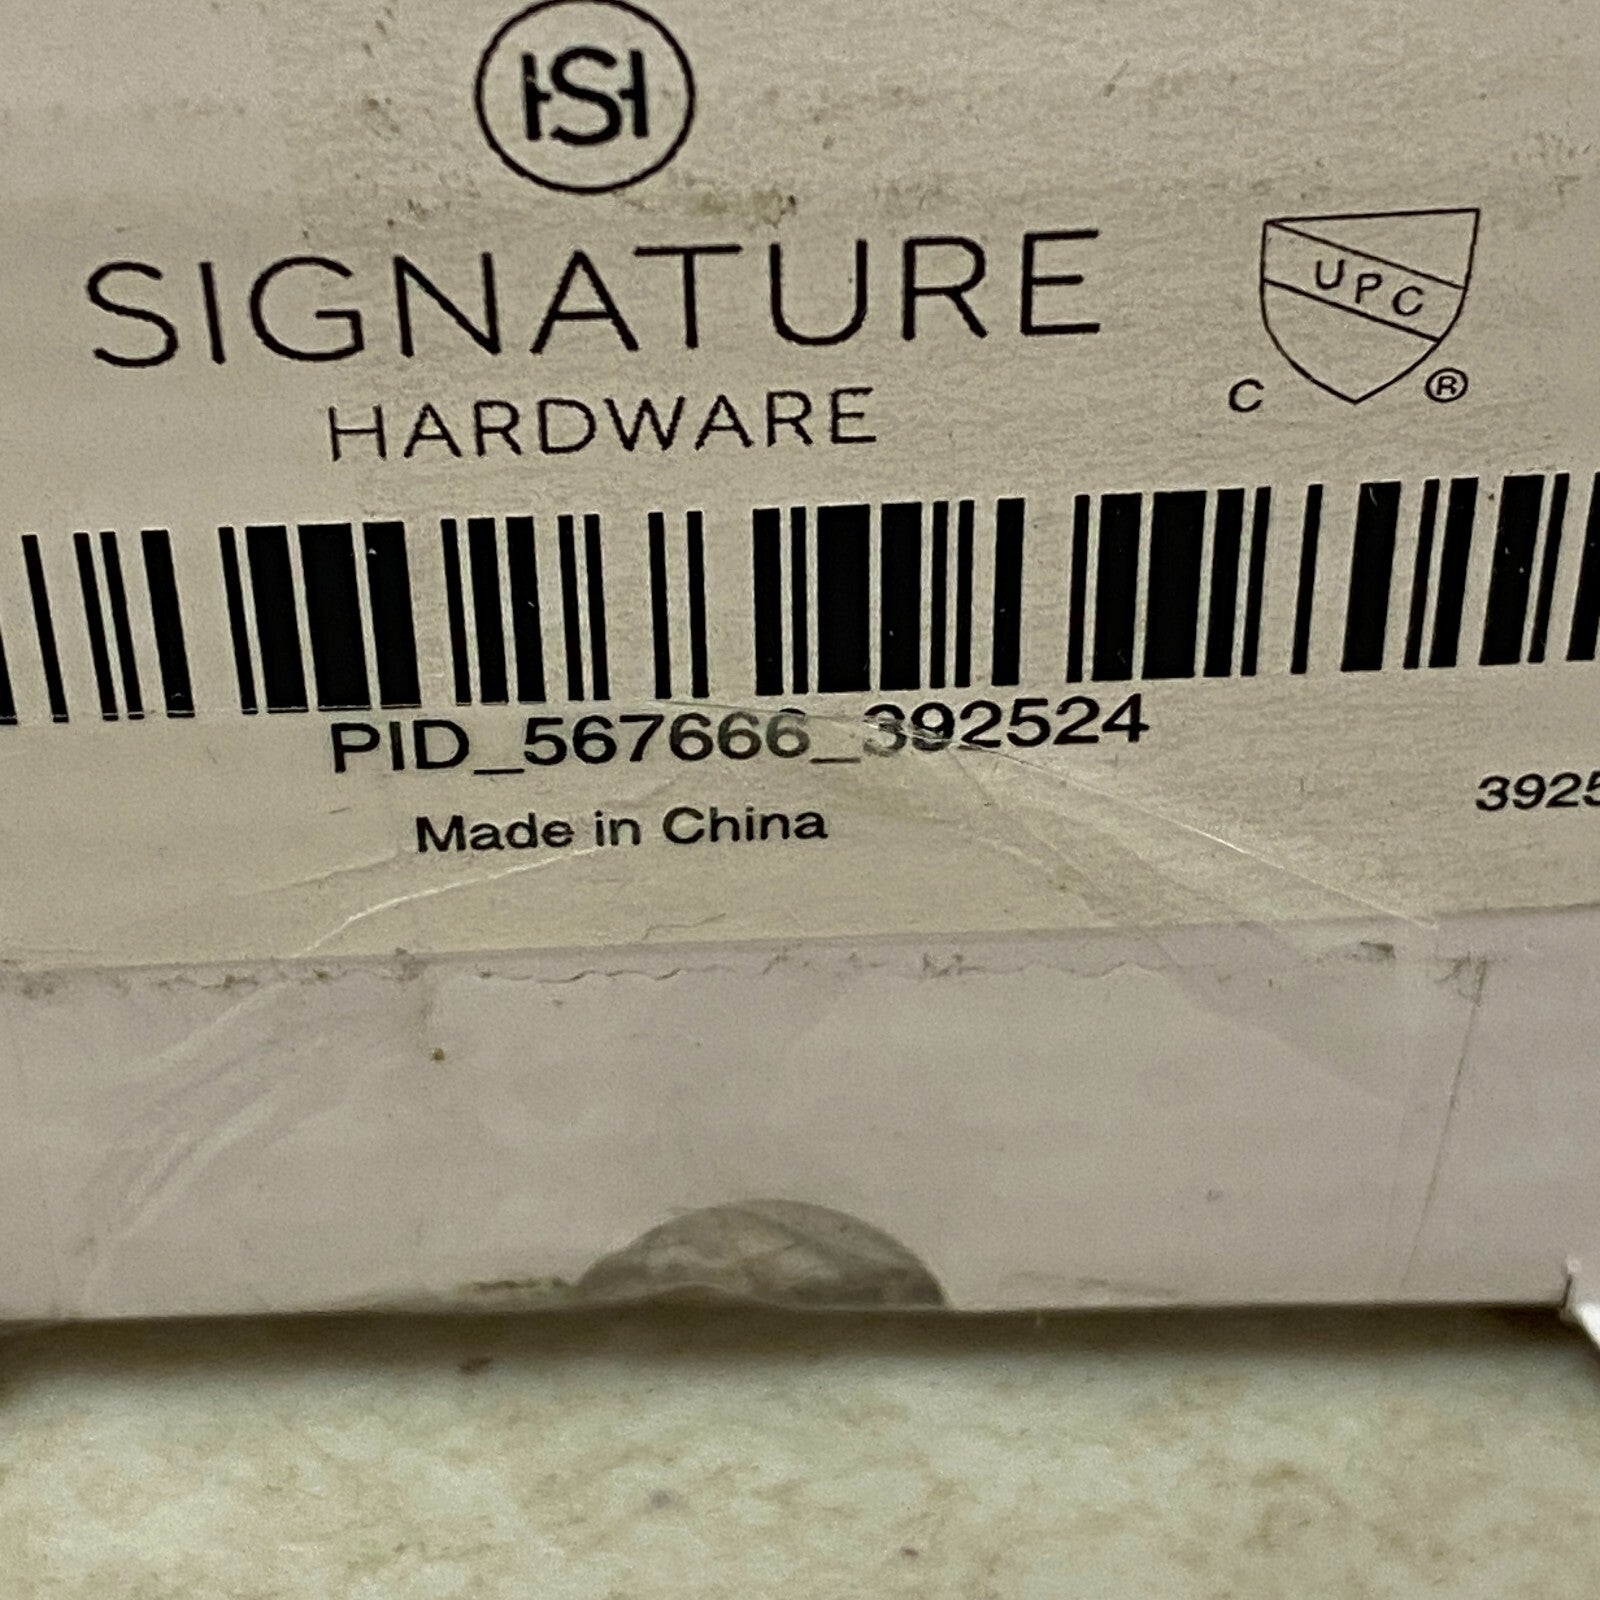 SH
SIGNATURE
HARDWARE
UPC
C ®
PID_567666_392524
3925
Made in China